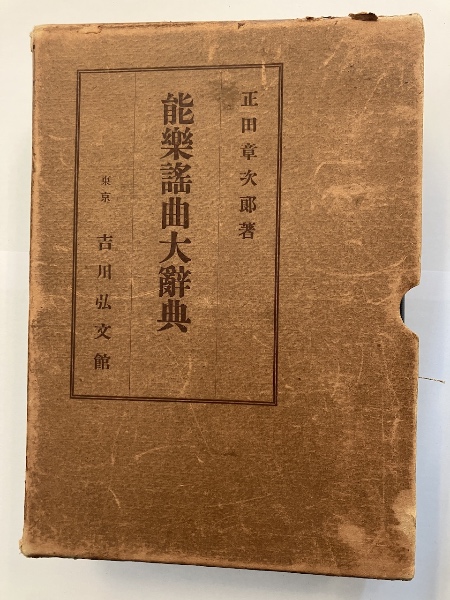 正田章次郎著
能樂謠曲大辭典
東京 吉川弘文館